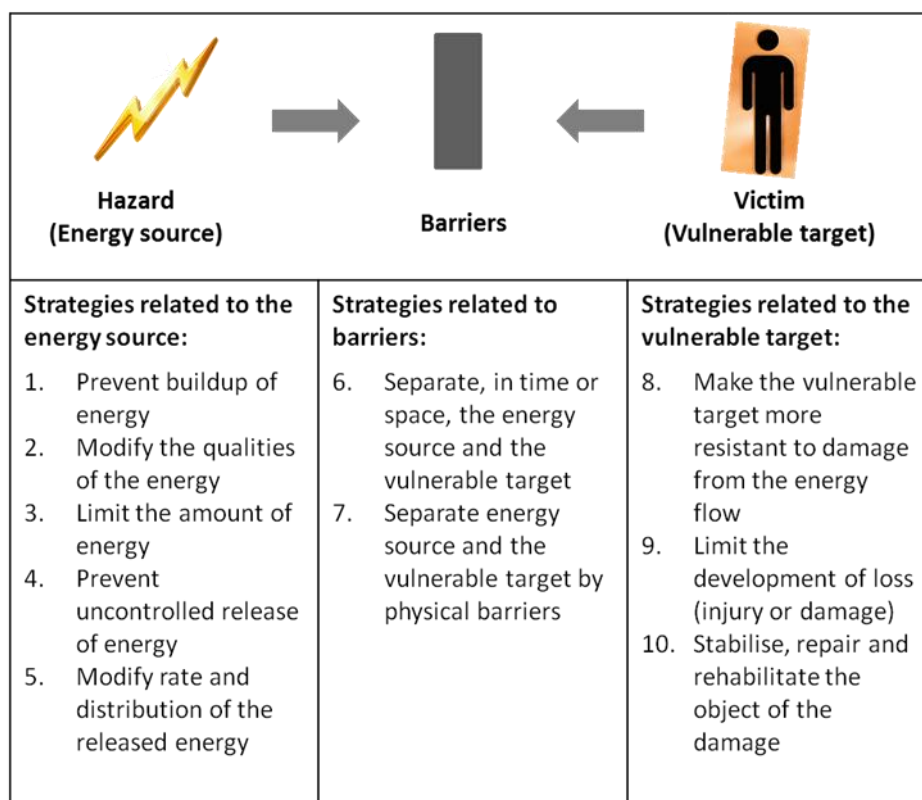 Hazard
(Energy source)
Barriers
Victim
(Vulnerable target)
Strategies related to the
energy source:
1. Prevent buildup of
energy
2. Modify the qualities
of the energy
3. Limit the amount of
energy
4. Prevent
uncontrolled release
of energy
5. Modify rate and
distribution of the
released energy
Strategies related to
barriers:
6. Separate, in time or
space, the energy
source and the
vulnerable target
7. Separate energy
source and the
vulnerable target by
physical barriers
Strategies related to the
vulnerable target:
8. Make the vulnerable
target more
resistant to damage
from the energy
flow
9. Limit the
development of loss
(injury or damage)
10. Stabilise, repair and
rehabilitate the
object of the
damage